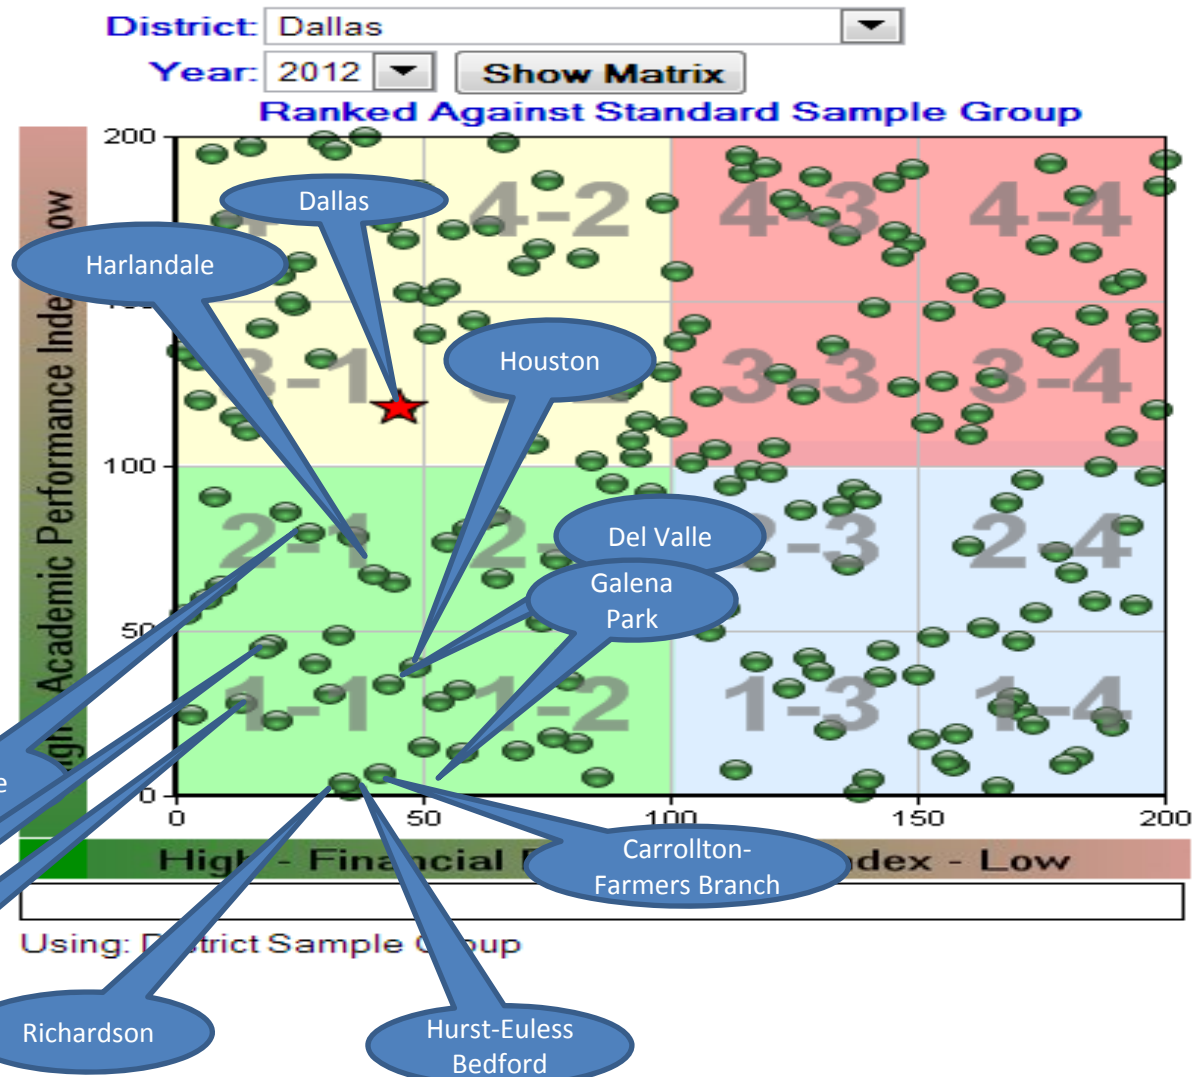 District: Dallas
Year: 2012 Show Matrix
Ranked Against Standard Sample Group
Academic Performance Index
200
100
50
0
0 50 100 150 200
4-2 4-3 4-4
3-1 3-3 3-4
2-1 2-3 2-4
1-1 1-2 1-3 1-4
Dallas
Harlandale
Houston
Del Valle
Galena
Park
Carrollton-
Farmers Branch
High - Financial
Index - Low
Using: District Sample Group
Richardson
Hurst-Euless
Bedford